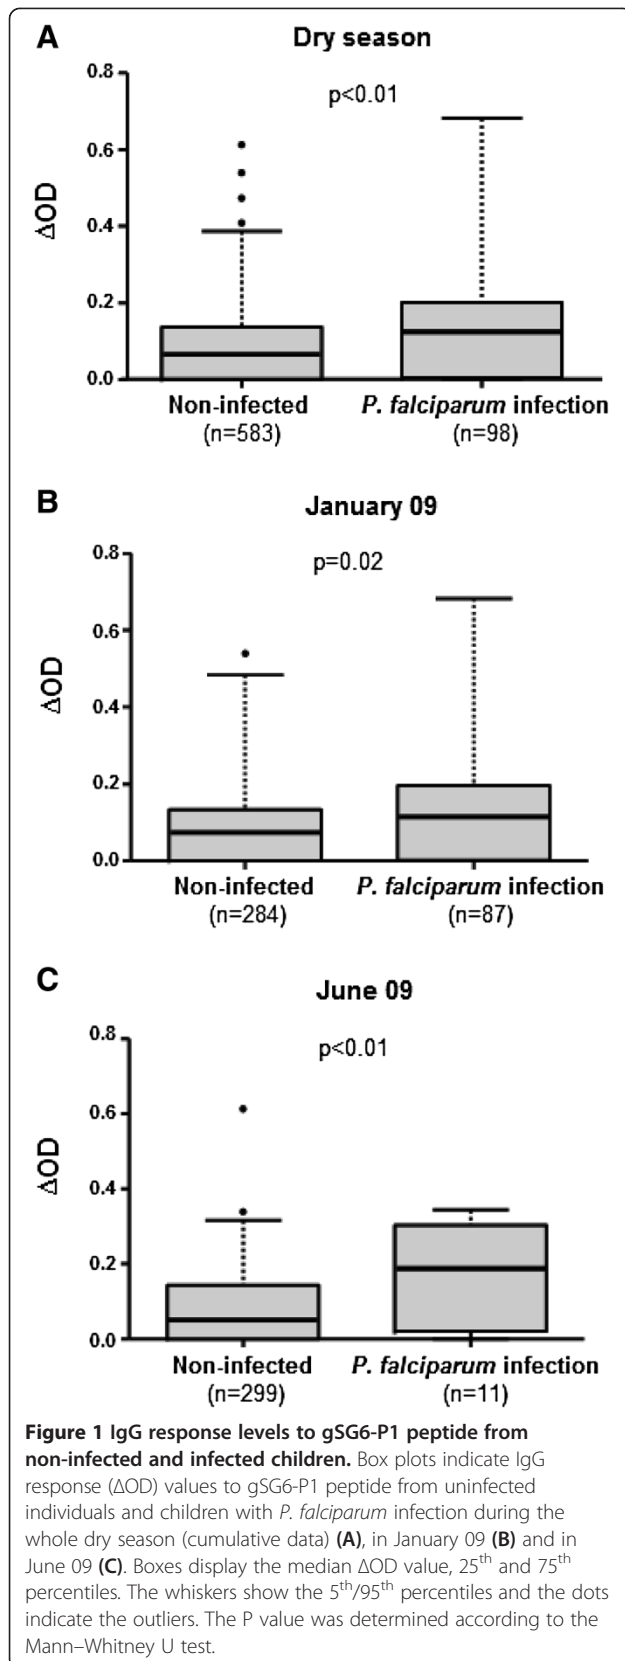 A
Dry season
p<0.01
0.8
0.6
0.4
0.2
0.0
ΔOD
Non-infected
(n=583)
P. falciparum infection
(n=98)
B
January 09
p=0.02
0.8
0.6
0.4
0.2
0.0
ΔOD
Non-infected
(n=284)
P. falciparum infection
(n=87)
C
June 09
p<0.01
0.8
0.6
0.4
0.2
0.0
ΔOD
Non-infected
(n=299)
P. falciparum infection
(n=11)
Figure 1 IgG response levels to gSG6-P1 peptide from
non-infected and infected children. Box plots indicate IgG
response (ΔOD) values to gSG6-P1 peptide from uninfected
individuals and children with P. falciparum infection during the
whole dry season (cumulative data) (A), in January 09 (B) and in
June 09 (C). Boxes display the median ΔOD value, 25th and 75th
percentiles. The whiskers show the 5th/95th percentiles and the dots
indicate the outliers. The P value was determined according to the
Mann–Whitney U test.